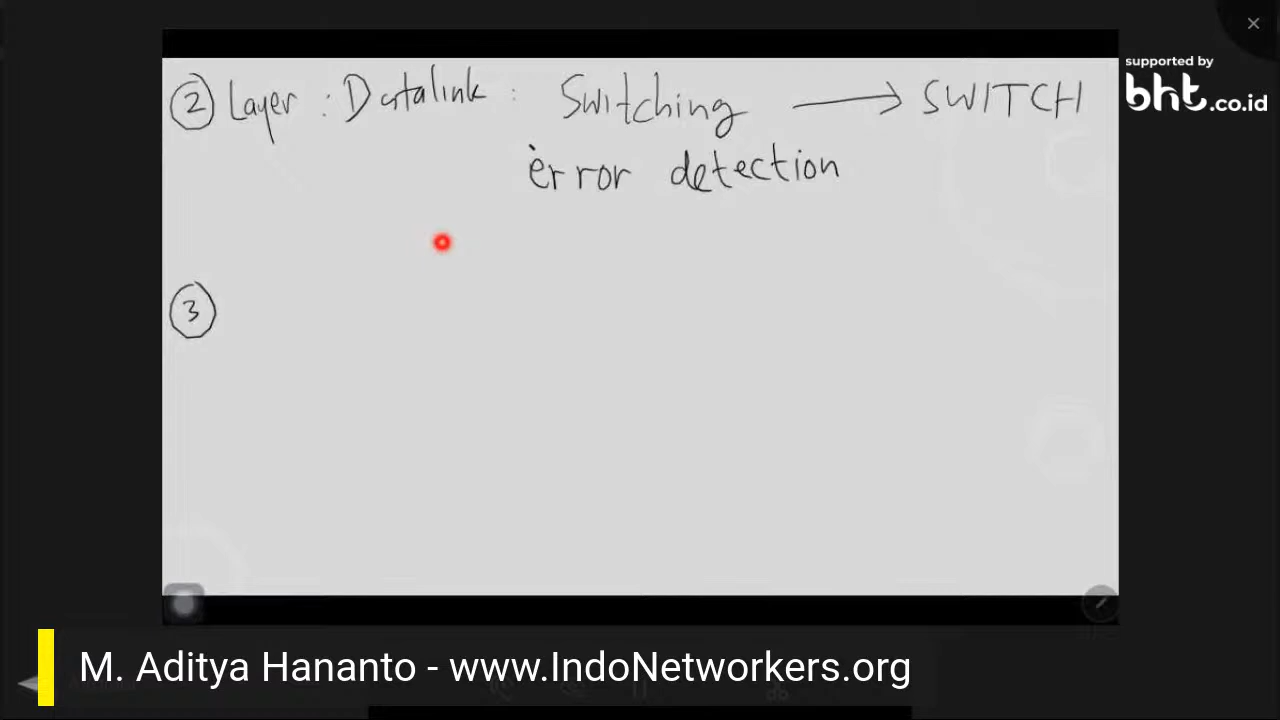 ② Layer : Datalink : Switching → SWITCH
error detection
③
supported by
bht.co.id
M. Aditya Hananto - www.IndoNetworkers.org